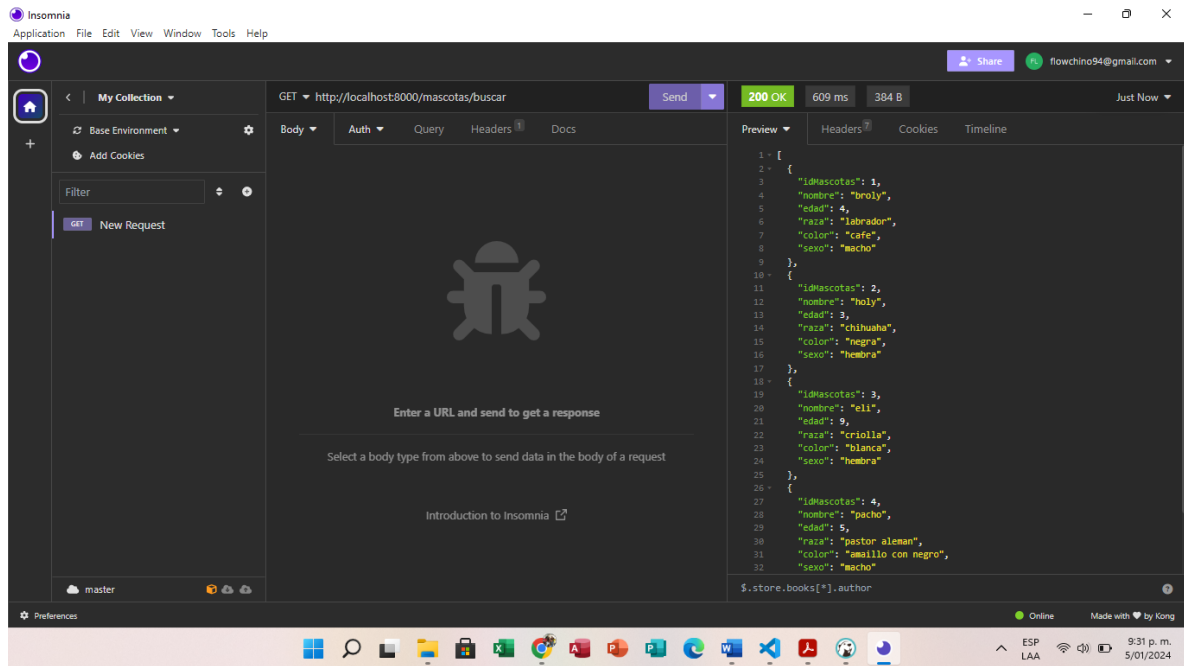 Insomnia
Application File Edit View Window Tools Help
Share
FL
flowchino94@gmail.com
My Collection
GET http://localhost:8000/mascotas/buscar
Send
200 OK
609 ms
384 B
Just Now
Base Environment
Add Cookies
Body
Auth
Query
Headers 1
Docs
Preview
Headers 7
Cookies
Timeline
Filter
GET New Request
Enter a URL and send to get a response
Select a body type from above to send data in the body of a request
Introduction to Insomnia
1 [
2 {
3 "idMascotas": 1,
4 "nombre": "broly",
5 "edad": 4,
6 "raza": "labrador",
7 "color": "cafe",
8 "sexo": "macho"
9 },
10 {
11 "idMascotas": 2,
12 "nombre": "holy",
13 "edad": 3,
14 "raza": "chihuaha",
15 "color": "negra",
16 "sexo": "hembra"
17 },
18 {
19 "idMascotas": 3,
20 "nombre": "eli",
21 "edad": 9,
22 "raza": "criolla",
23 "color": "blanca",
24 "sexo": "hembra"
25 },
26 {
27 "idMascotas": 4,
28 "nombre": "pacho",
29 "edad": 5,
30 "raza": "pastor aleman",
31 "color": "amaillo con negro",
32 "sexo": "macho"
$.store.books[*].author
master
Preferences
Online
Made with ♥ by Kong
ESP
LAA
9:31 p. m.
5/01/2024